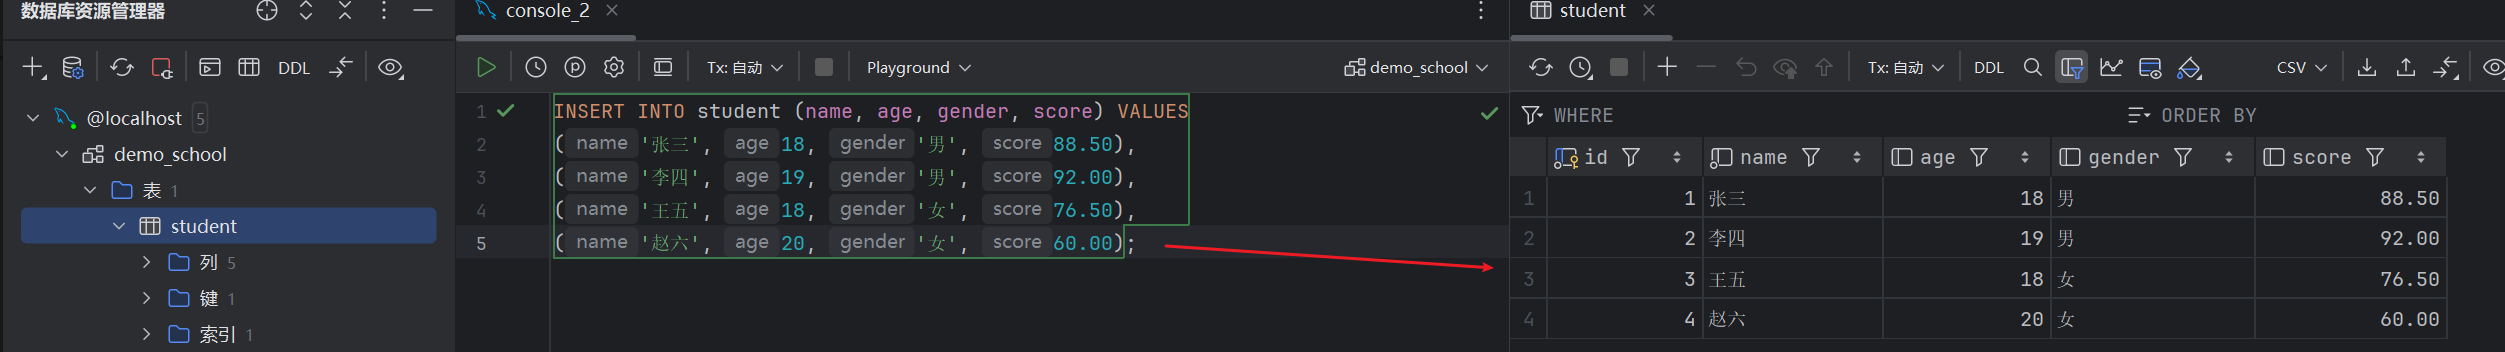 数据库资源管理器
DDL
@localhost 5
demo_school
表 1
student
列 5
键 1
索引 1
console_2
Tx: 自动
Playground
demo_school
1 INSERT INTO student (name, age, gender, score) VALUES
2 ( name '张三', age 18, gender '男', score 88.50),
3 ( name '李四', age 19, gender '男', score 92.00),
4 ( name '王五', age 18, gender '女', score 76.50),
5 ( name '赵六', age 20, gender '女', score 60.00);
student
Tx: 自动 DDL CSV
WHERE ORDER BY
id name age gender score
1 1 张三 18 男 88.50
2 2 李四 19 男 92.00
3 3 王五 18 女 76.50
4 4 赵六 20 女 60.00